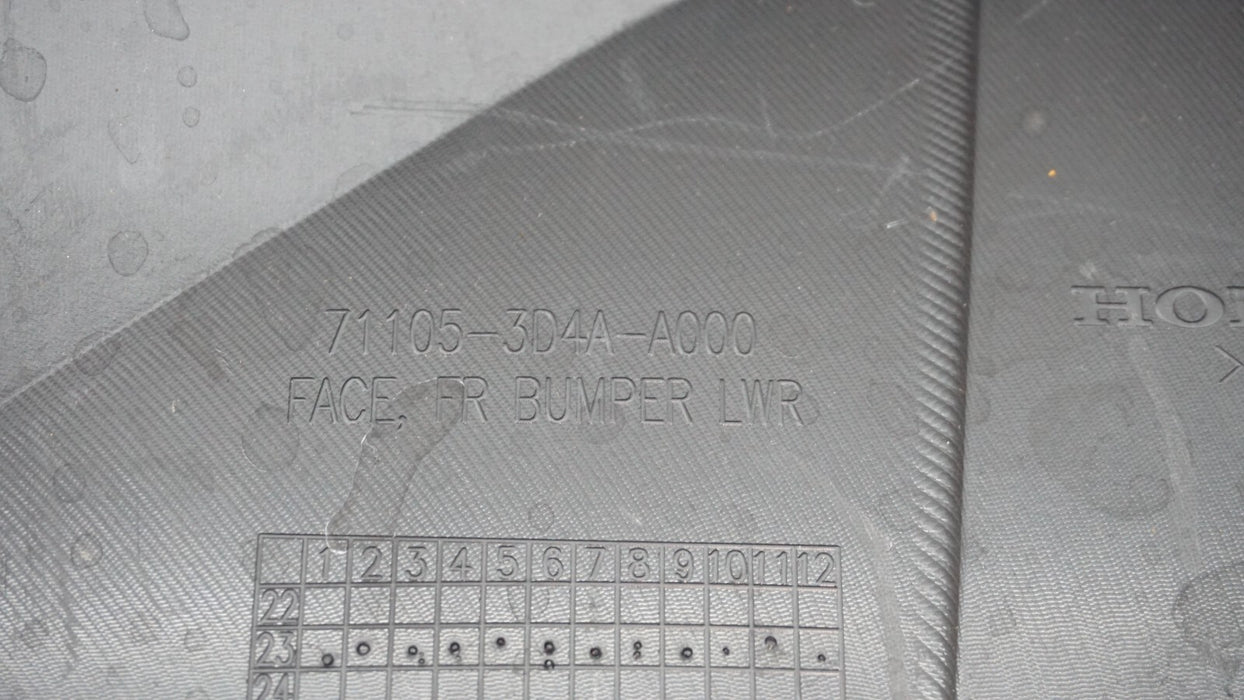 71105-3D4A-A000
FACE, FR BUMPER LWR
HON
>
1 2 3 4 5 6 7 8 9 10 11 12
22
23
24